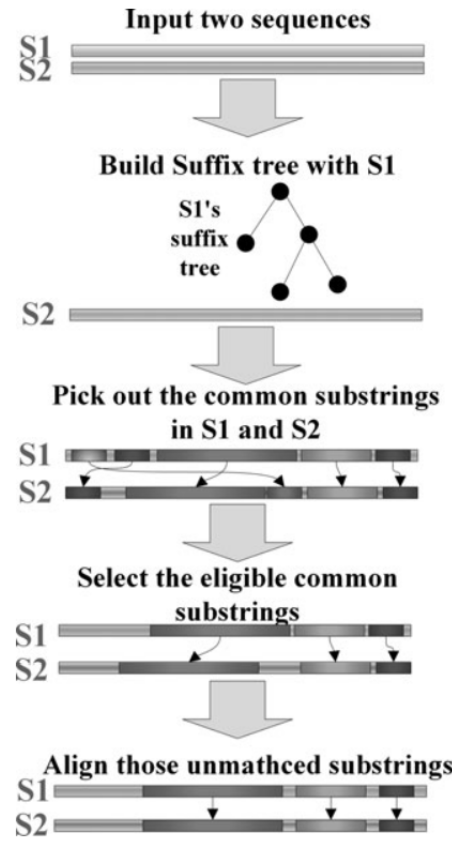 Input two sequences
S1
S2
Build Suffix tree with S1
S1's
suffix
tree
S2
Pick out the common substrings
in S1 and S2
S1
S2
Select the eligible common
substrings
S1
S2
Align those unmathced substrings
S1
S2